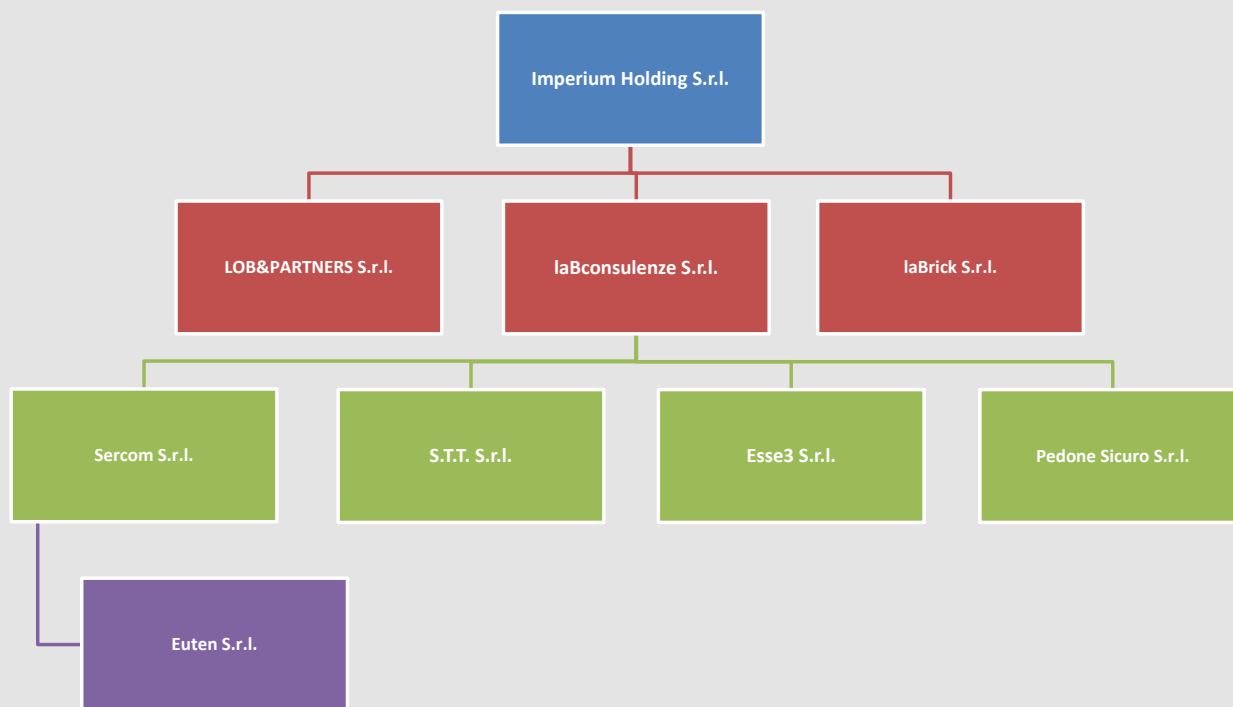 Imperium Holding S.r.l.
LOB&PARTNERS S.r.l.
laBconsulenze S.r.l.
laBrick S.r.l.
Sercom S.r.l.
S.T.T. S.r.l.
Esse3 S.r.l.
Pedone Sicuro S.r.l.
Euten S.r.l.